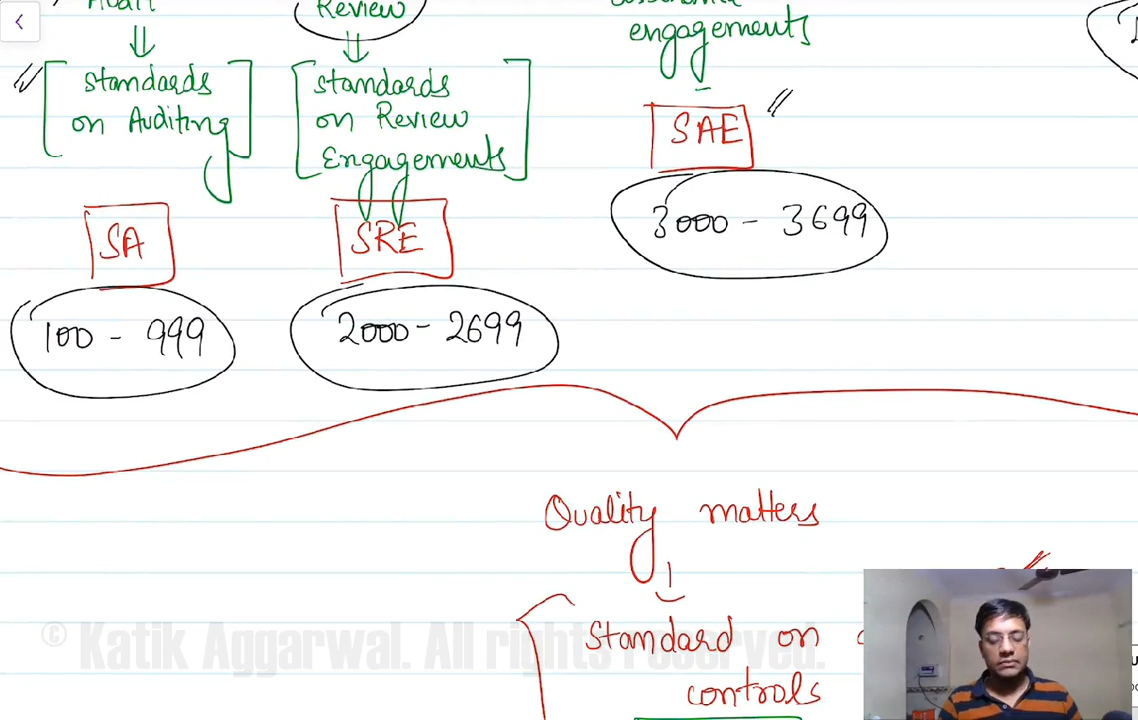 Audit
Review
engagements
standards
on Auditing
standards
on Review
Engagements
SAE
3000 - 3699
SA
SRE
100 - 999
2000 - 2699
Quality matters
Standard on
controls
© Katik Aggarwal. All rights reserved.